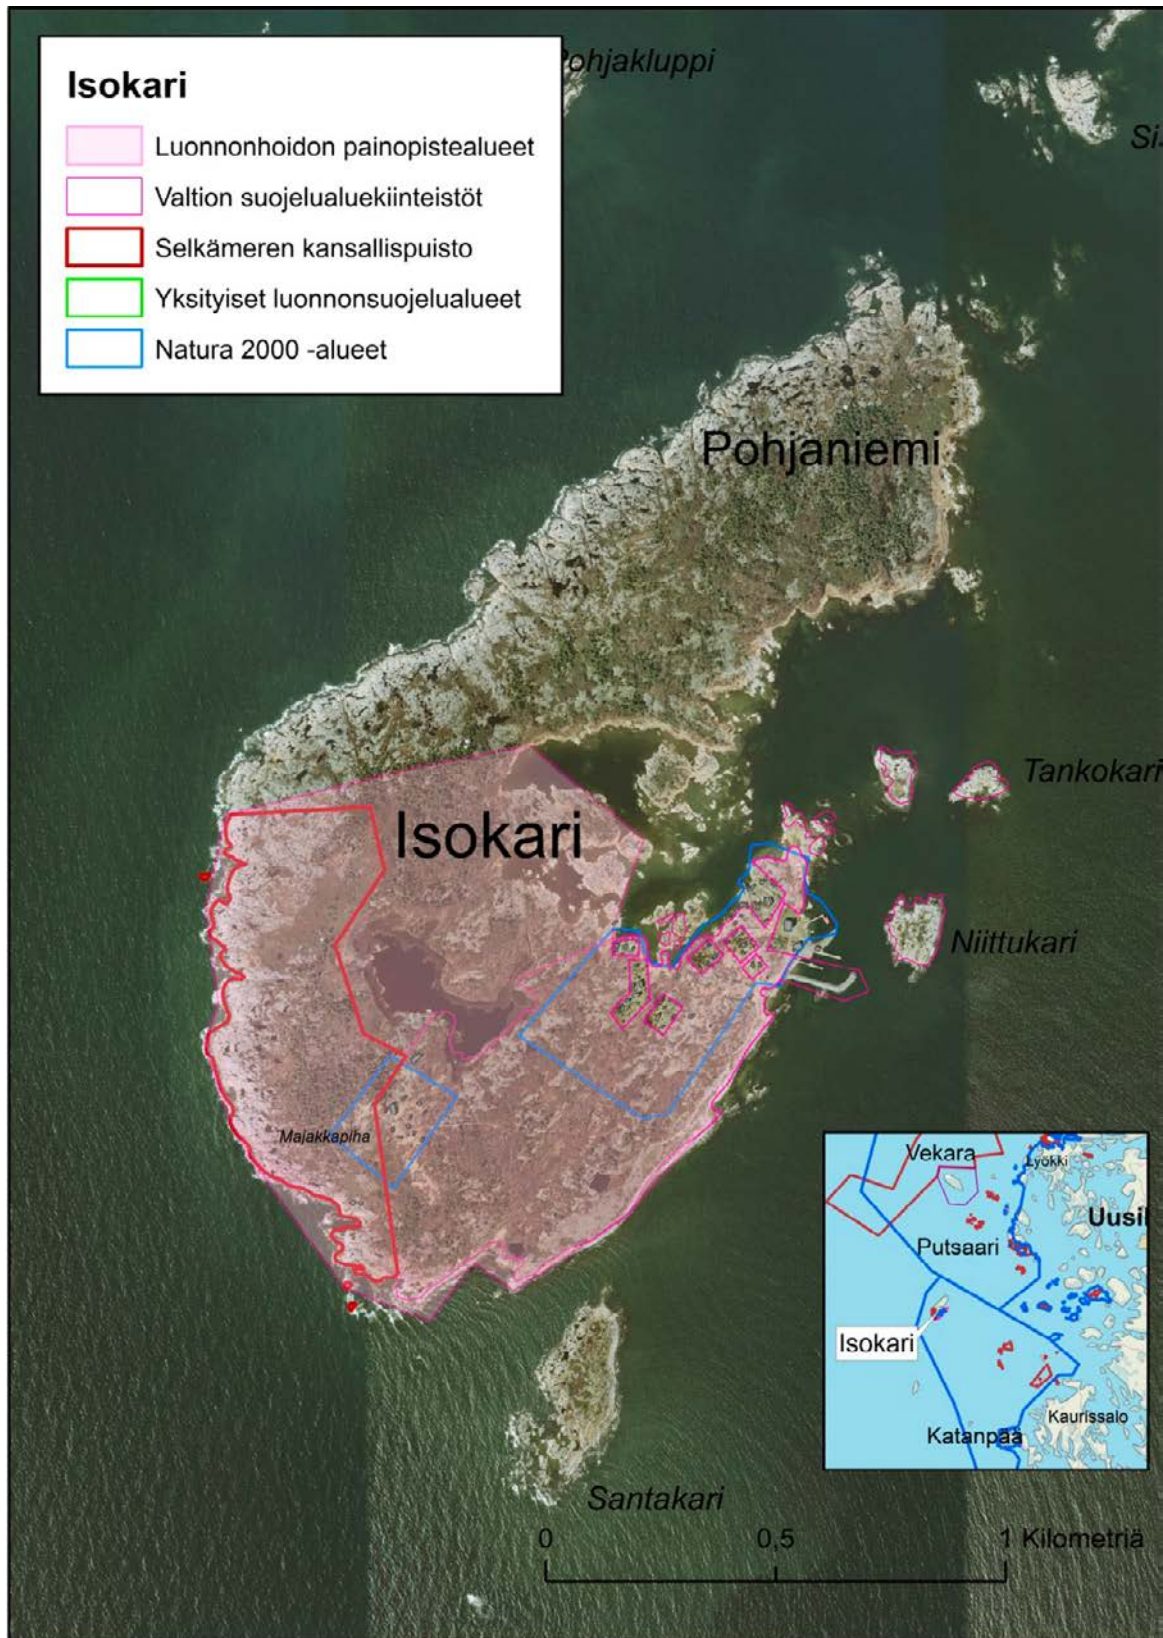 Isokari
Luonnonhoidon painopistealueet
Valtion suojelualuekiinteistöt
Selkämeren kansallispuisto
Yksityiset luonnonsuojelualueet
Natura 2000 -alueet
Pohjakluppi
Pohjaniemi
Tankokari
Isokari
Niittukari
Majakkapiha
Vekara
Lyökki
Uusi
Putsaari
Isokari
Kaurissalo
Katanpää
Santakari
0
0,5
1 Kilometriä